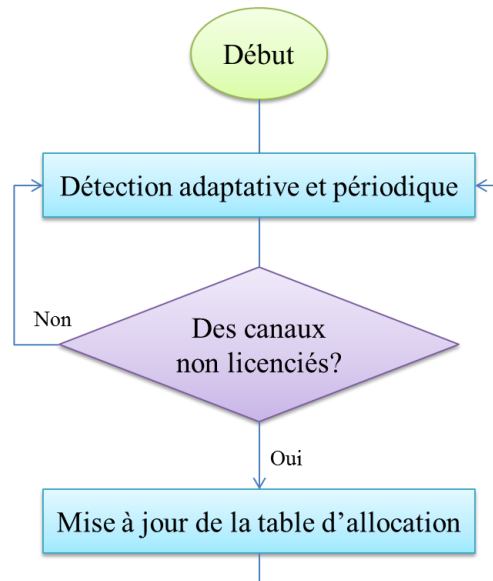 Début
Détection adaptative et périodique
Non
Des canaux
non licenciés?
Oui
Mise à jour de la table d’allocation